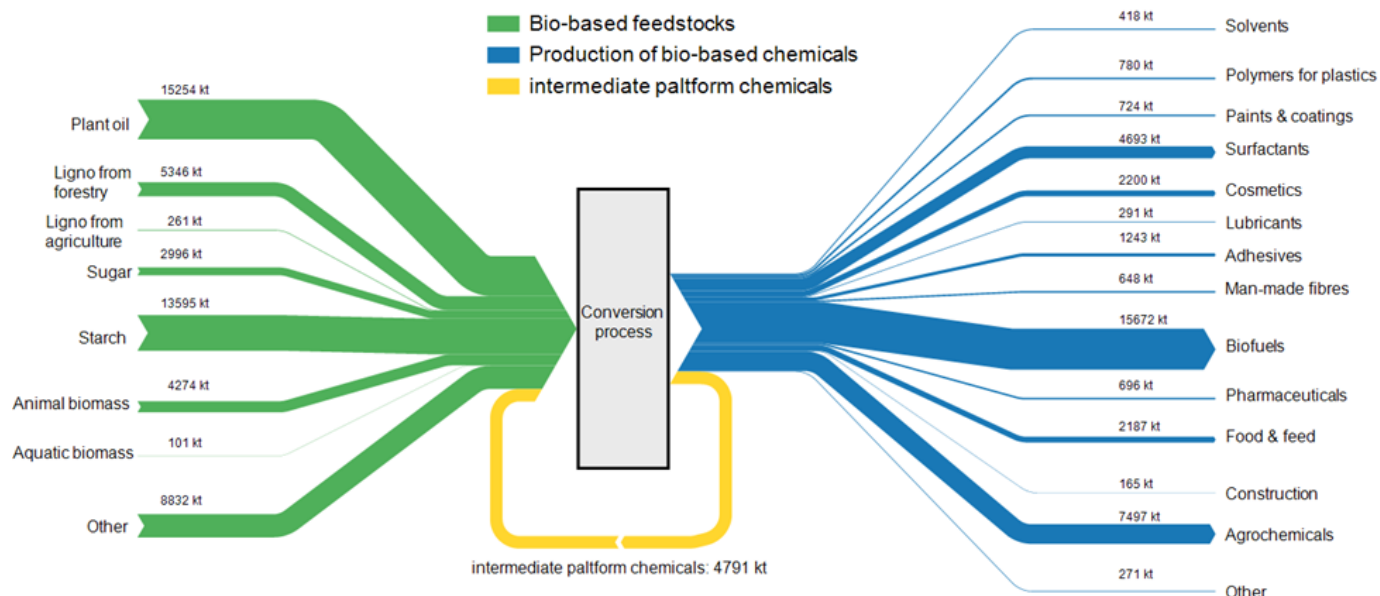 Bio-based feedstocks
Production of bio-based chemicals
intermediate paltform chemicals
15254 kt
Plant oil
5346 kt
Ligno from
forestry
261 kt
Ligno from
agriculture
2996 kt
Sugar
13595 kt
Starch
4274 kt
Animal biomass
101 kt
Aquatic biomass
8832 kt
Other
Conversion
process
intermediate paltform chemicals: 4791 kt
418 kt
Solvents
780 kt
Polymers for plastics
724 kt
Paints & coatings
4693 kt
Surfactants
2200 kt
Cosmetics
291 kt
Lubricants
1243 kt
Adhesives
648 kt
Man-made fibres
15672 kt
Biofuels
696 kt
Pharmaceuticals
2187 kt
Food & feed
165 kt
Construction
7497 kt
Agrochemicals
271 kt
Other